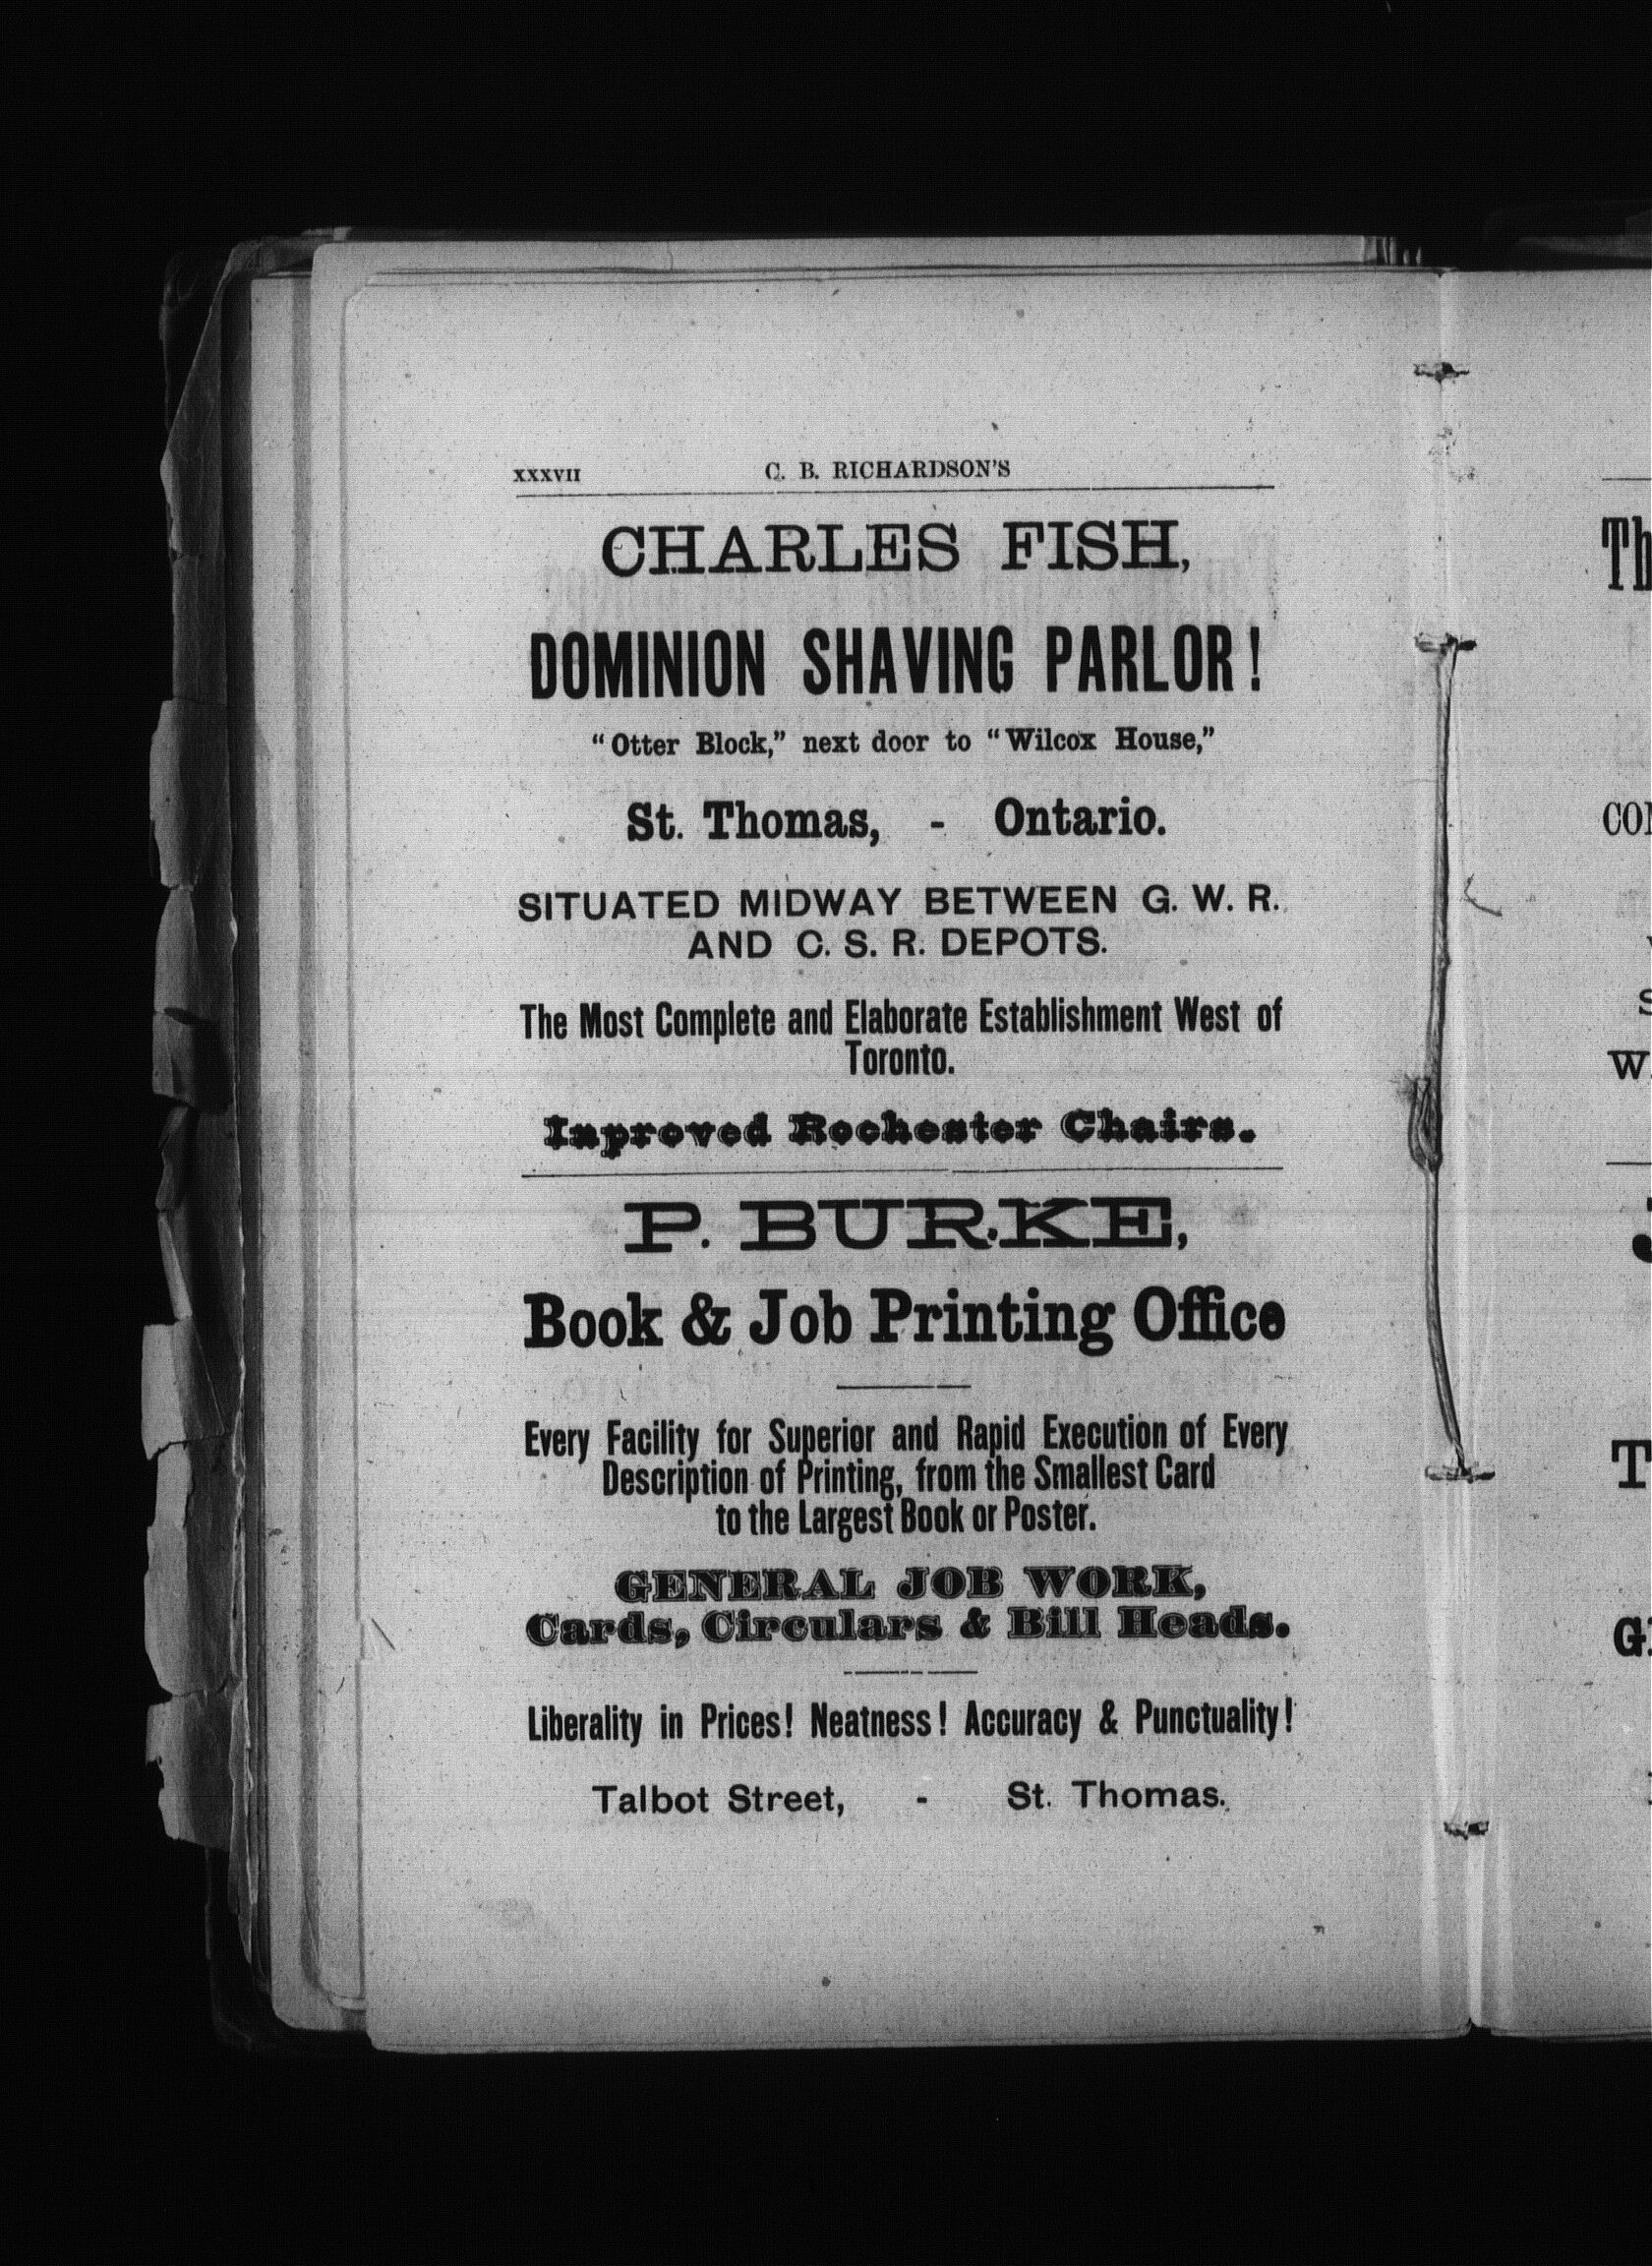 XXXVII C. B. RICHARDSON'S
CHARLES FISH,
DOMINION SHAVING PARLOR!
"Otter Block," next door to "Wilcox House,"
St. Thomas, - Ontario.
SITUATED MIDWAY BETWEEN G. W. R.
AND C. S. R. DEPOTS.
The Most Complete and Elaborate Establishment West of
Toronto.
Improved Rochester Chairs.
P. BURKE,
Book & Job Printing Office
Every Facility for Superior and Rapid Execution of Every
Description of Printing, from the Smallest Card
to the Largest Book or Poster.
GENERAL JOB WORK,
Cards, Circulars & Bill Heads.
Liberality in Prices! Neatness! Accuracy & Punctuality!
Talbot Street, - St. Thomas.